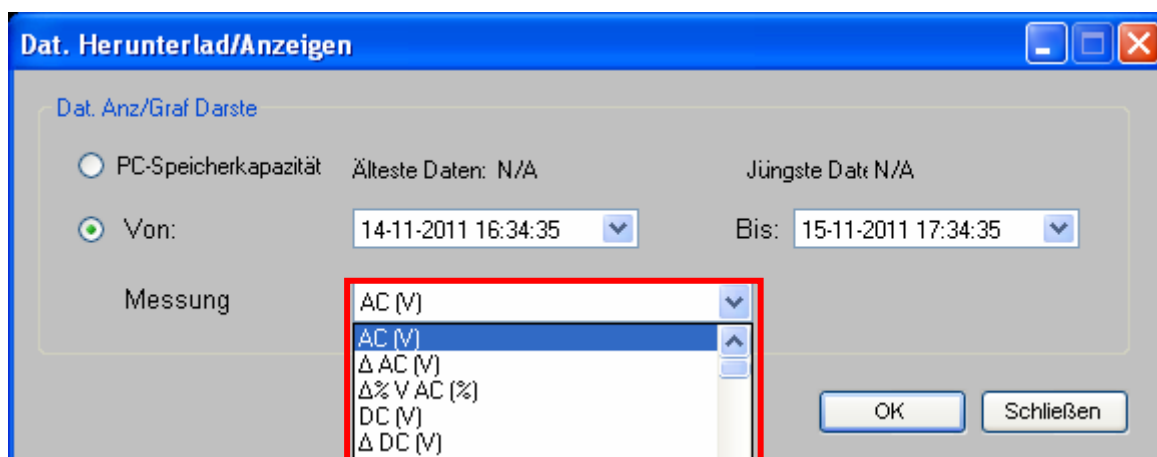 Dat. Herunterlad/Anzeigen
Dat. Anz/Graf Darste
PC-Speicherkapazität Älteste Daten: N/A Jüngste Date N/A
Von: 14-11-2011 16:34:35 Bis: 15-11-2011 17:34:35
Messung AC (V)
AC (V)
Δ AC (V)
Δ% V AC (%)
DC (V)
Δ DC (V)
OK Schließen